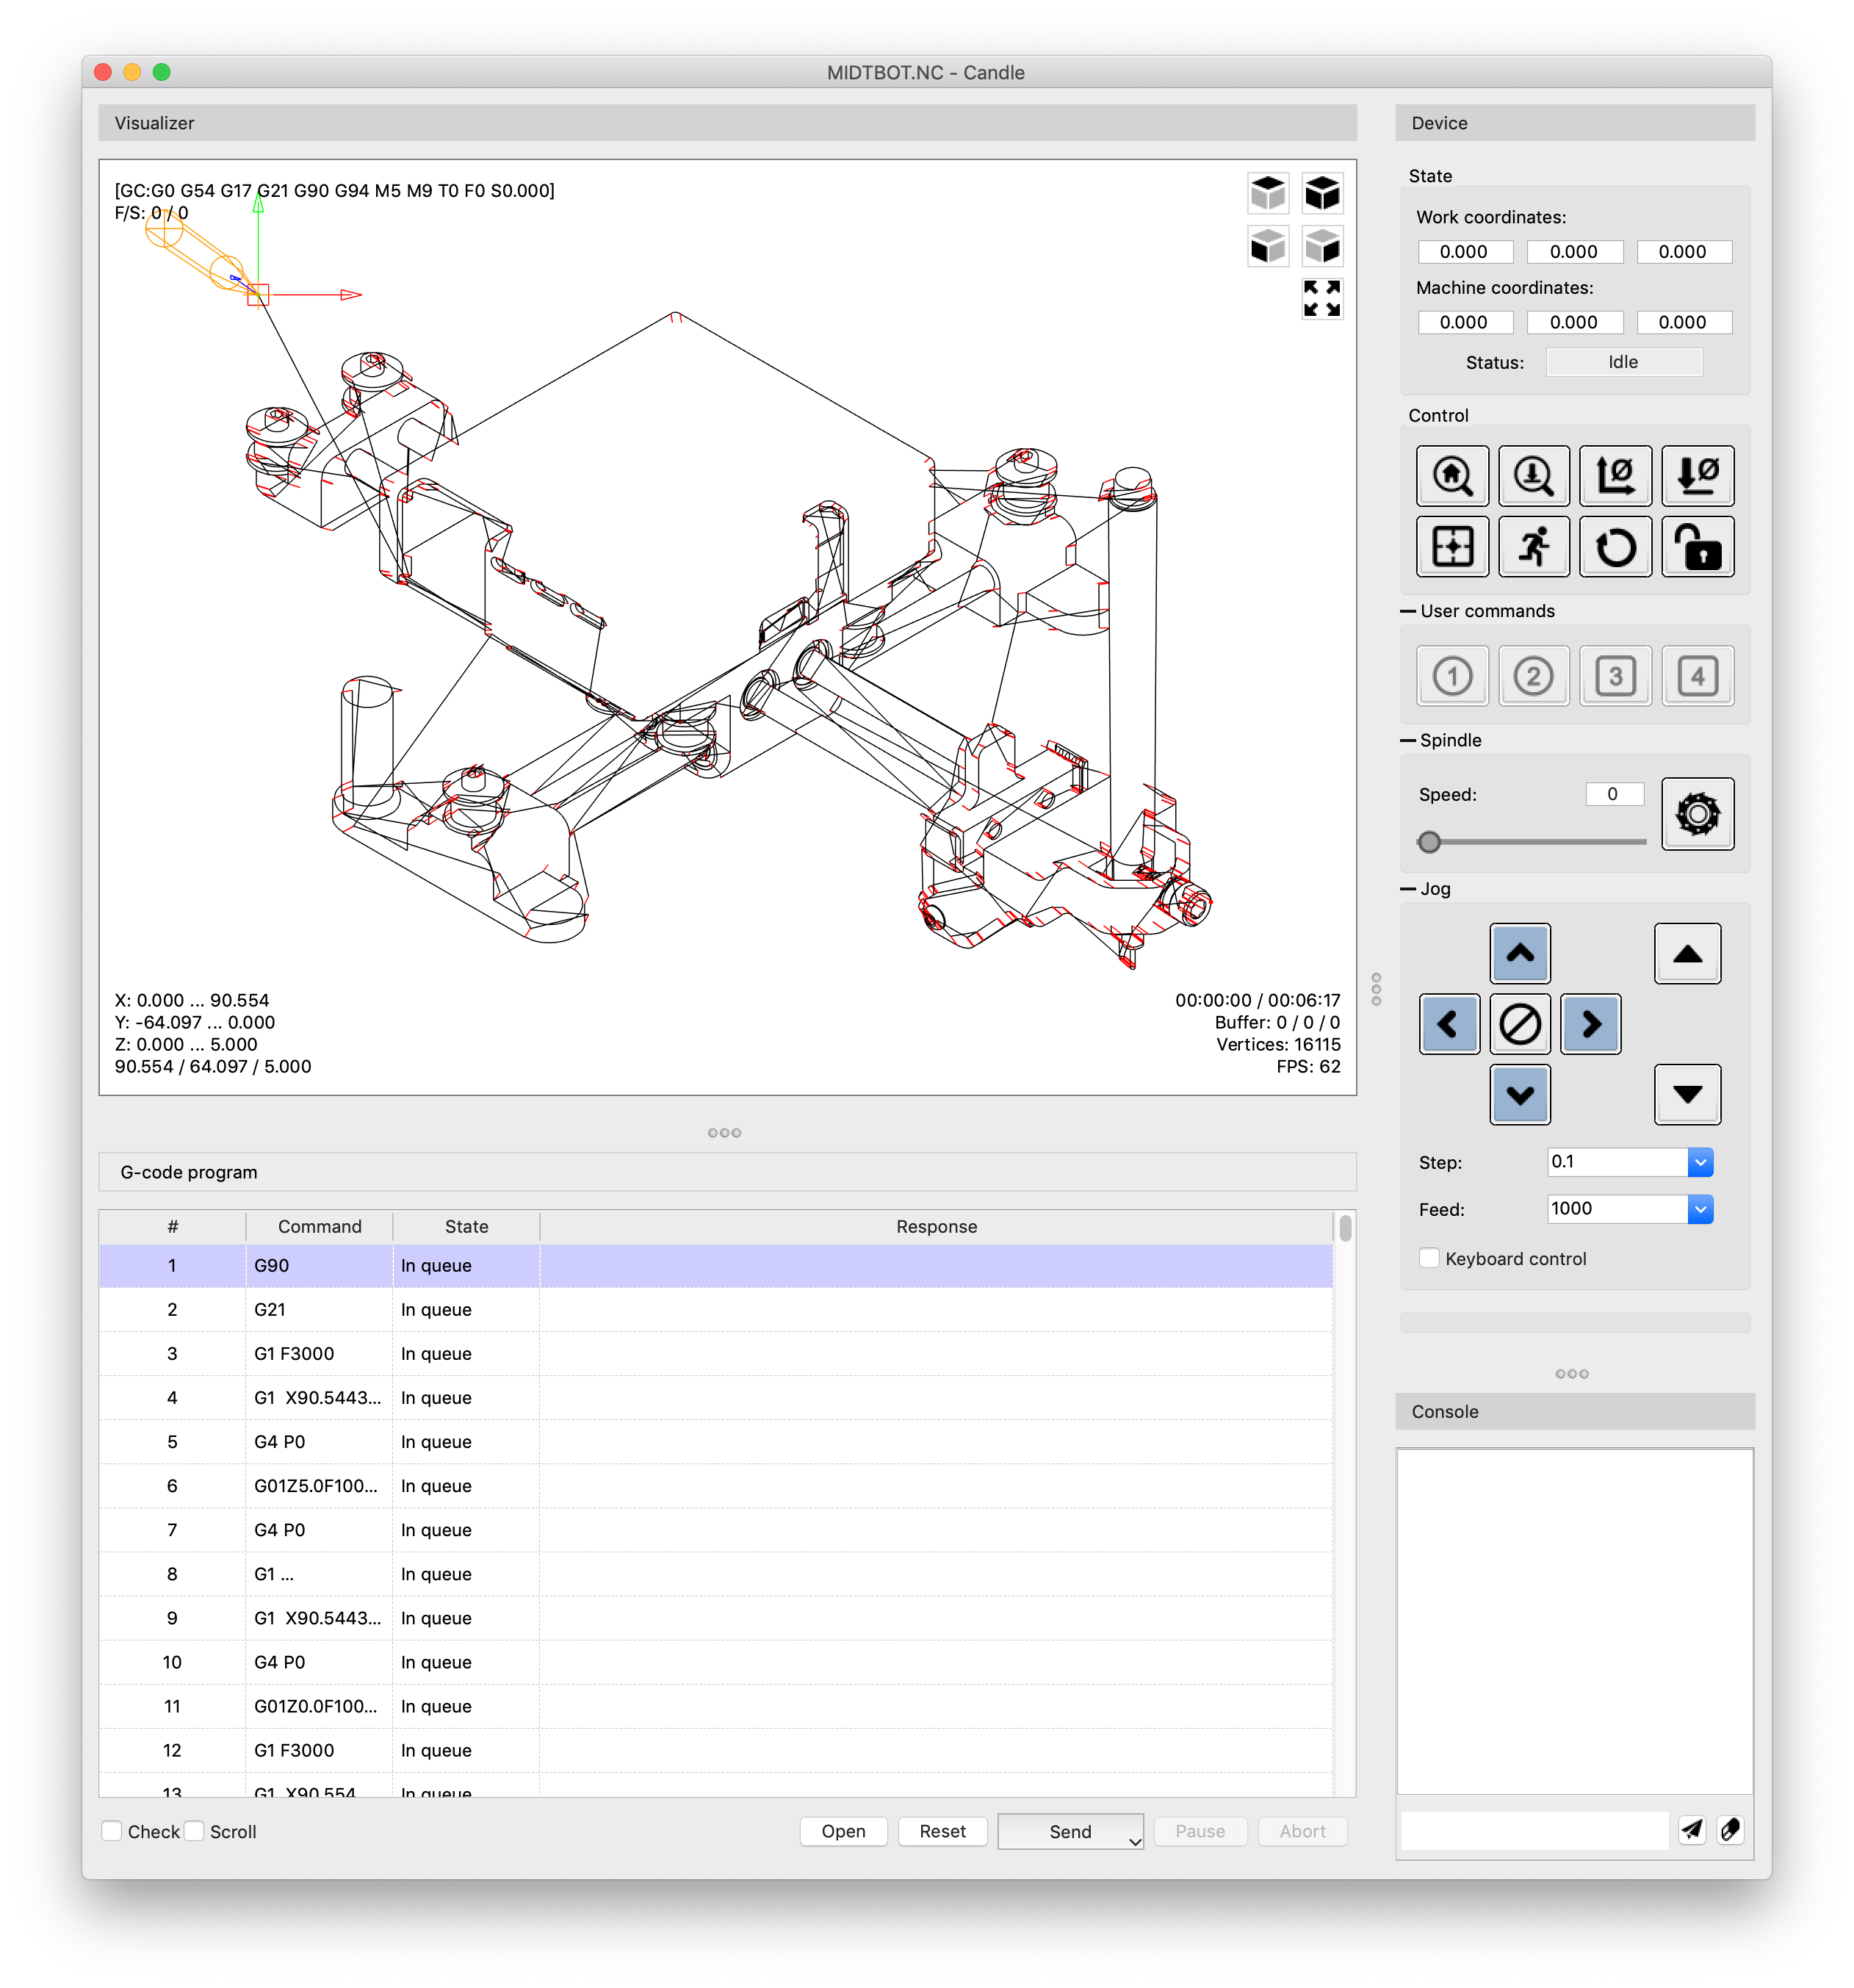 MIDTBOT.NC - Candle
Visualizer
[GC:G0 G54 G17 G21 G90 G94 M5 M9 T0 F0 S0.000]
F/S: 0 / 0
X: 0.000 ... 90.554
Y: -64.097 ... 0.000
Z: 0.000 ... 5.000
90.554 / 64.097 / 5.000
00:00:00 / 00:06:17
Buffer: 0 / 0 / 0
Vertices: 16115
FPS: 62
G-code program
# Command State Response
1 G90 In queue
2 G21 In queue
3 G1 F3000 In queue
4 G1  X90.5443... In queue
5 G4 P0 In queue
6 G01Z5.0F100... In queue
7 G4 P0 In queue
8 G1 ... In queue
9 G1  X90.5443... In queue
10 G4 P0 In queue
11 G01Z0.0F100... In queue
12 G1 F3000 In queue
13 G1  X90.554 In queue
Check Scroll Open Reset Send Pause Abort
Device
State
Work coordinates:
0.000 0.000 0.000
Machine coordinates:
0.000 0.000 0.000
Status: Idle
Control
User commands
1 2 3 4
Spindle
Speed: 0
Jog
Step: 0.1
Feed: 1000
Keyboard control
Console